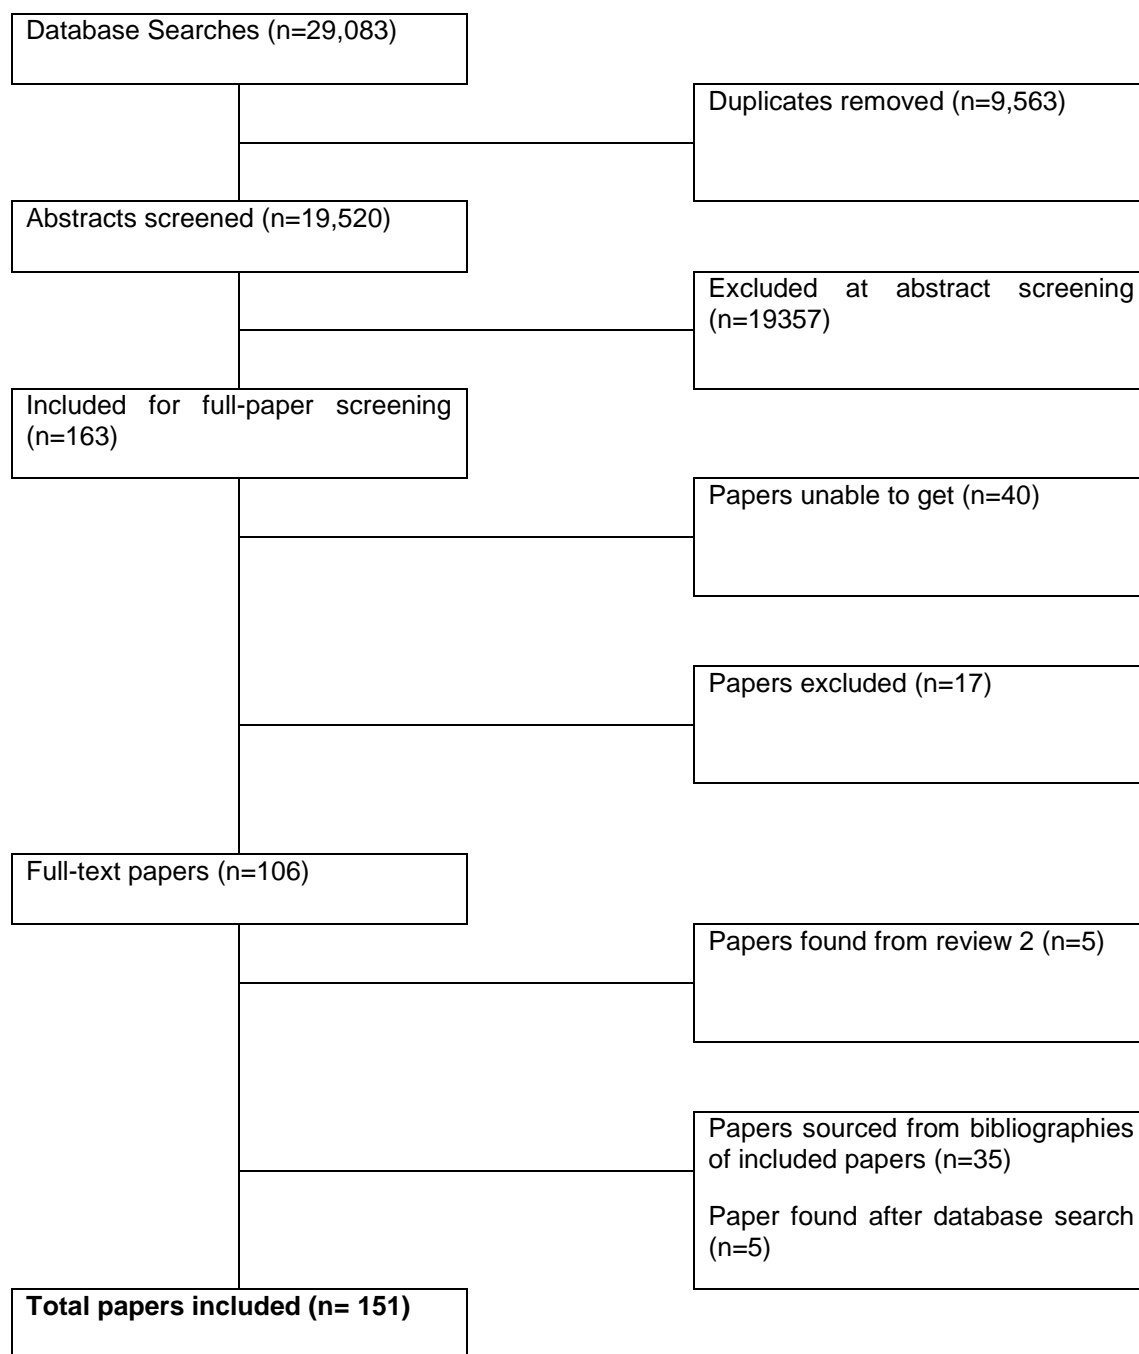 Database Searches (n=29,083)
Duplicates removed (n=9,563)
Abstracts screened (n=19,520)
Excluded at abstract screening
(n=19357)
Included for full-paper screening
(n=163)
Papers unable to get (n=40)
Papers excluded (n=17)
Full-text papers (n=106)
Papers found from review 2 (n=5)
Papers sourced from bibliographies
of included papers (n=35)
Paper found after database search
(n=5)
Total papers included (n= 151)